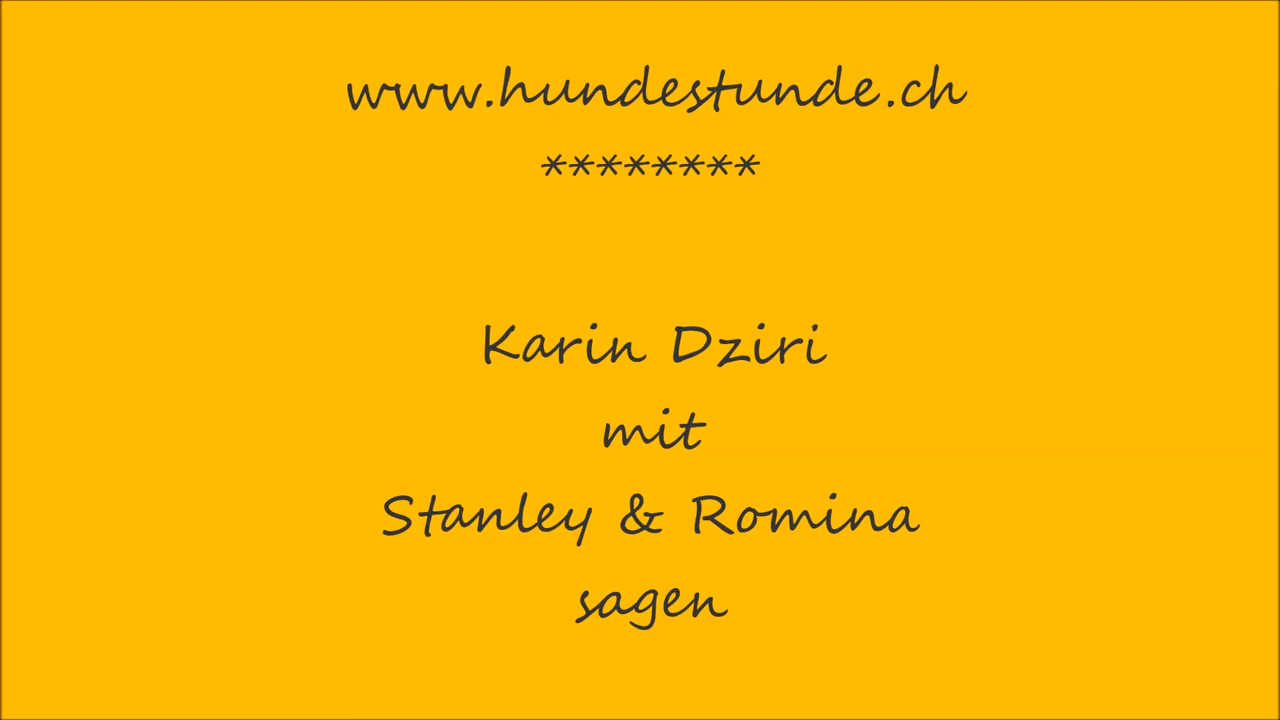 www.hundestunde.ch
********
Karin Dziri
mit
Stanley & Romina
sagen